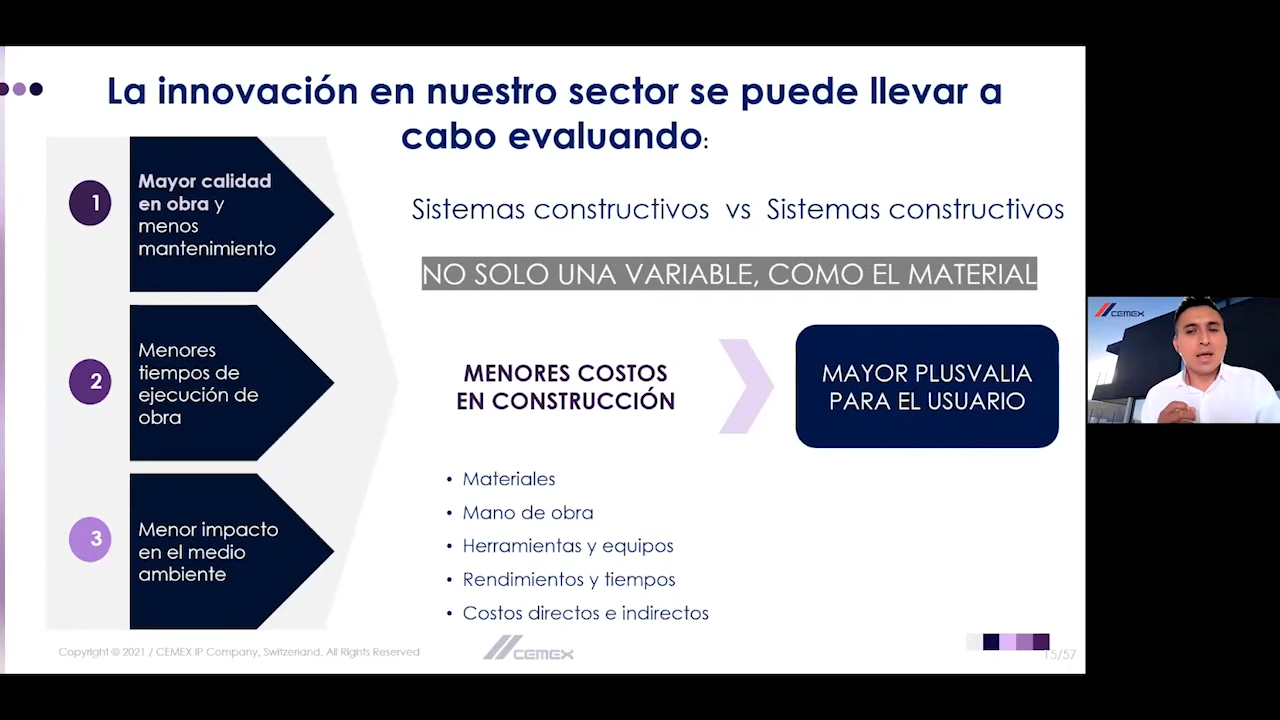 La innovación en nuestro sector se puede llevar a
cabo evaluando:
1
Mayor calidad
en obra y
menos
mantenimiento
2
Menores
tiempos de
ejecución de
obra
3
Menor impacto
en el medio
ambiente
Sistemas constructivos vs Sistemas constructivos
NO SOLO UNA VARIABLE, COMO EL MATERIAL
MENORES COSTOS
EN CONSTRUCCIÓN
MAYOR PLUSVALIA
PARA EL USUARIO
• Materiales
• Mano de obra
• Herramientas y equipos
• Rendimientos y tiempos
• Costos directos e indirectos
Copyright © 2021 / CEMEX IP Company, Switzerland. All Rights Reserved
CEMEX
15/57
CEMEX